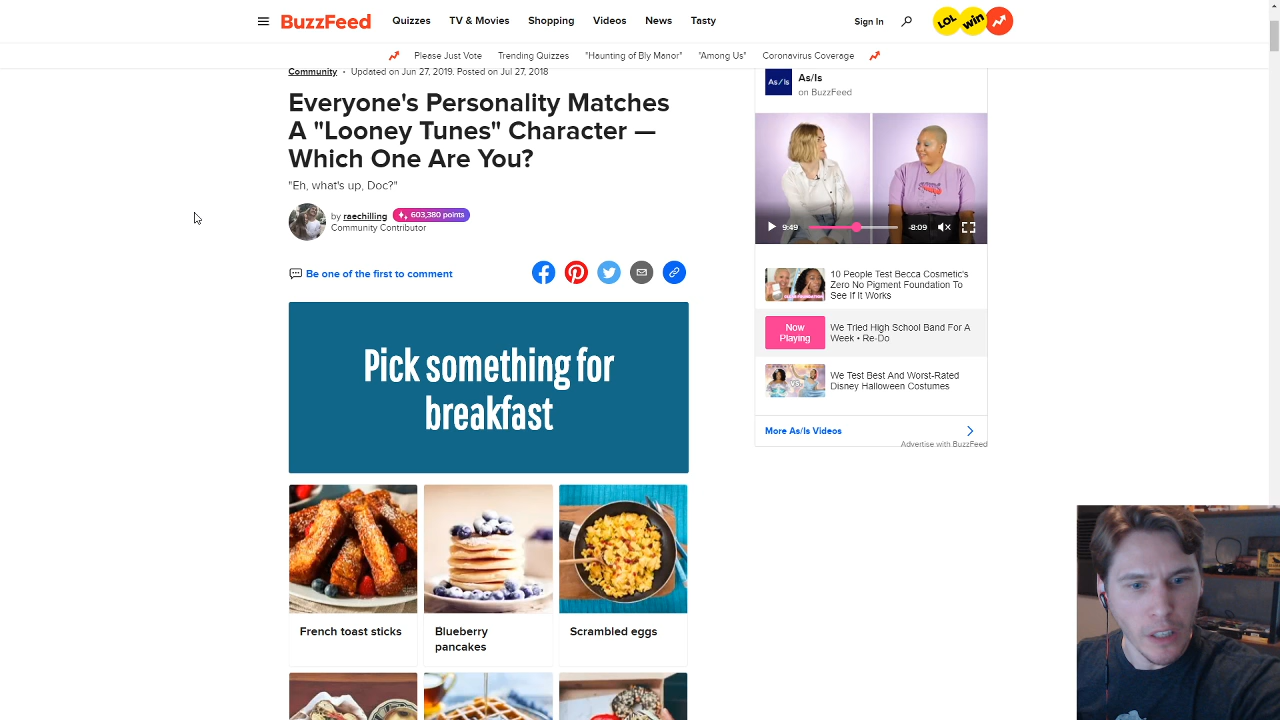 BuzzFeed
Quizzes
TV & Movies
Shopping
Videos
News
Tasty
Sign In
LOL
win
Please Just Vote
Trending Quizzes
"Haunting of Bly Manor"
"Among Us"
Coronavirus Coverage
Community • Updated on Jun 27, 2019. Posted on Jul 27, 2018
Everyone's Personality Matches
A "Looney Tunes" Character —
Which One Are You?
"Eh, what's up, Doc?"
by raechilling
603,380 points
Community Contributor
Be one of the first to comment
Pick something for
breakfast
French toast sticks
Blueberry
pancakes
Scrambled eggs
As/Is
As/Is
on BuzzFeed
9:49
-8:09
10 People Test Becca Cosmetic's
Zero No Pigment Foundation To
See If It Works
Now
Playing
We Tried High School Band For A
Week • Re-Do
VS.
We Test Best And Worst-Rated
Disney Halloween Costumes
More As/Is Videos
Advertise with BuzzFeed